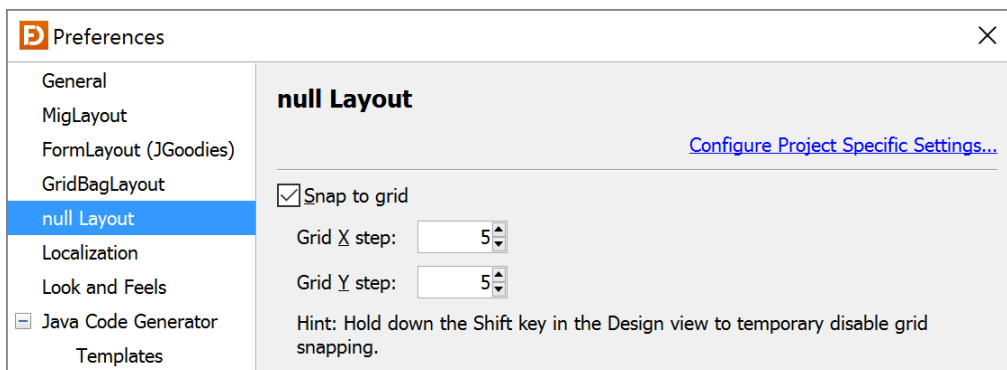 Preferences
General
MigLayout
FormLayout (JGoodies)
GridBagLayout
null Layout
Localization
Look and Feels
Java Code Generator
Templates
null Layout
Configure Project Specific Settings...
Snap to grid
Grid X step: 5
Grid Y step: 5
Hint: Hold down the Shift key in the Design view to temporary disable grid
snapping.